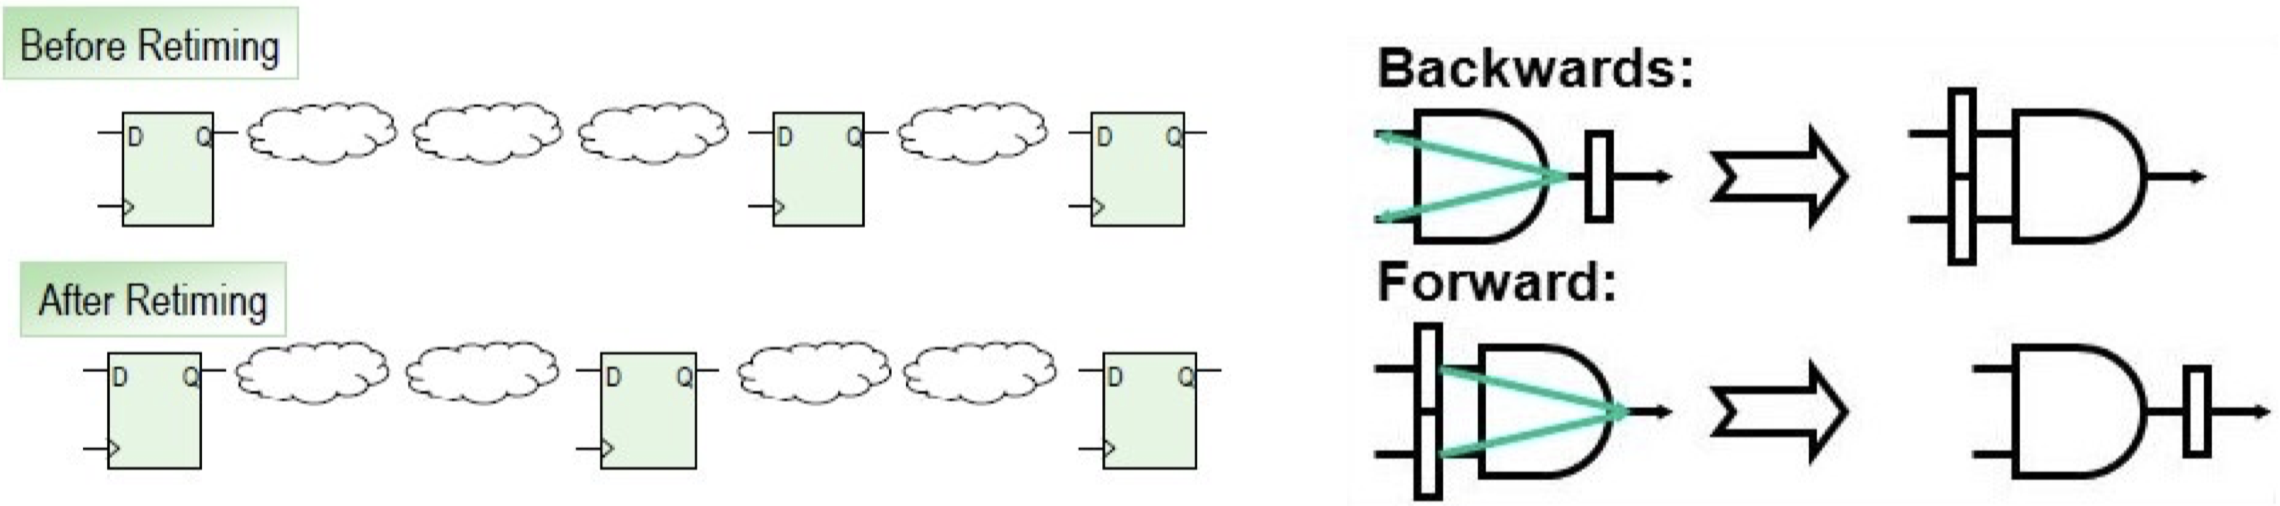 Before Retiming
D Q D Q D Q
After Retiming
D Q D Q D Q
Backwards:
Forward: